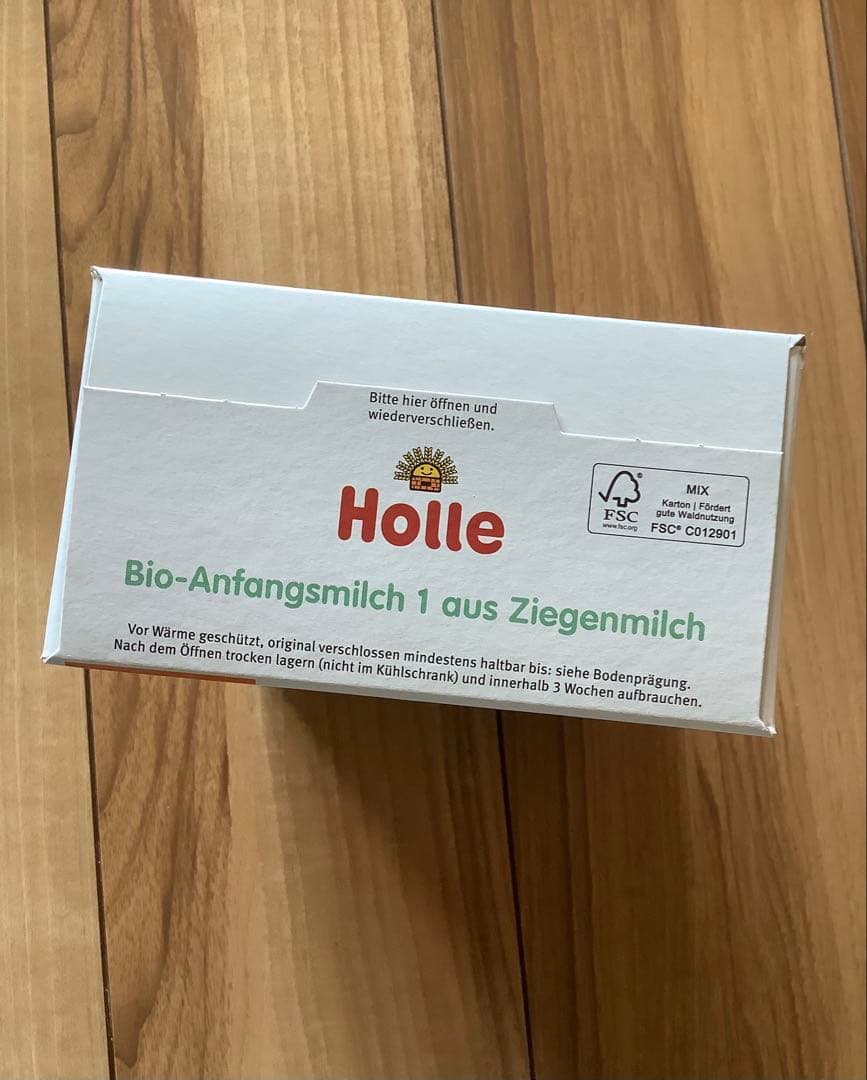 Bitte hier öffnen und
wiederverschließen.
Holle
FSC®
www.fsc.org
MIX
Karton | Fördert
gute Waldnutzung
FSC® C012901
Bio-Anfangsmilch 1 aus Ziegenmilch
Vor Wärme geschützt, original verschlossen mindestens haltbar bis: siehe Bodenprägung.
Nach dem Öffnen trocken lagern (nicht im Kühlschrank) und innerhalb 3 Wochen aufbrauchen.